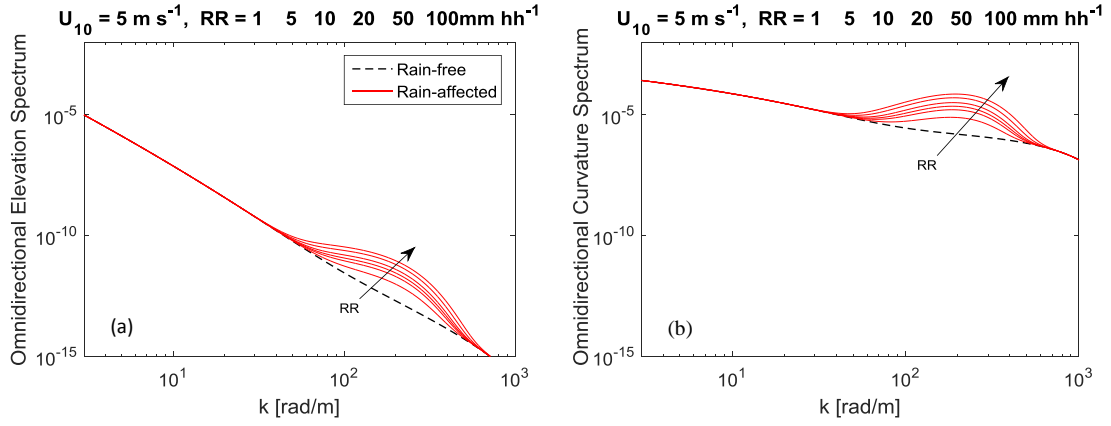 U10 = 5 m s-1, RR = 1 5 10 20 50 100mm hh-1
Omnidirectional Elevation Spectrum
10-5
10-10
10-15
Rain-free
Rain-affected
RR
(a)
101
102
103
k [rad/m]
U10 = 5 m s-1, RR = 1 5 10 20 50 100 mm hh-1
Omnidirectional Curvature Spectrum
10-5
10-10
10-15
RR
(b)
101
102
103
k [rad/m]